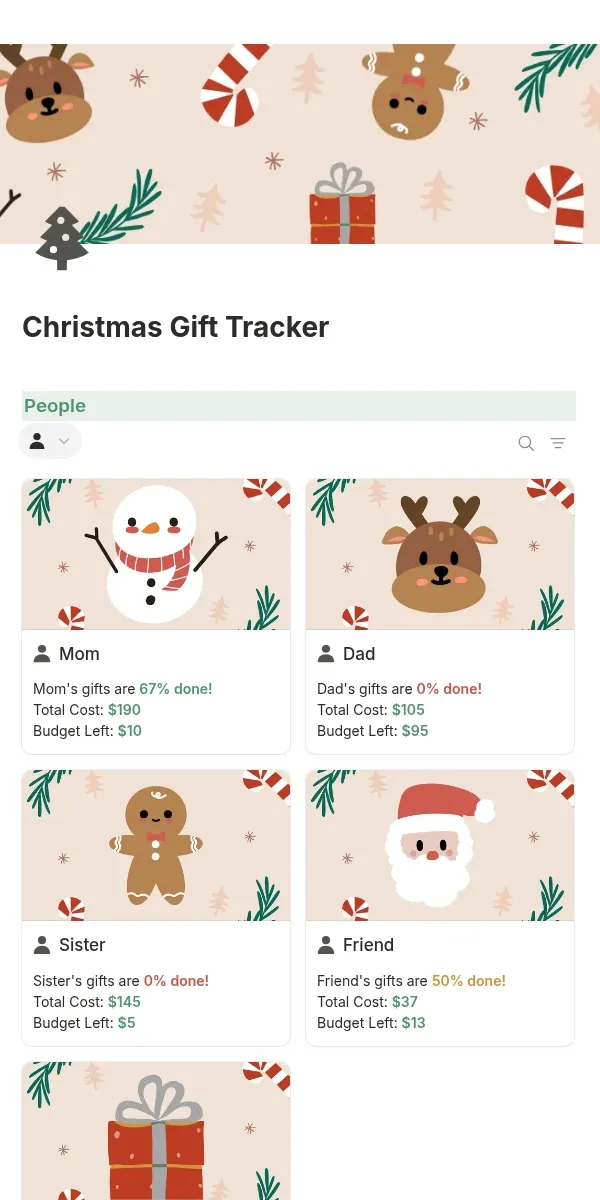 Christmas Gift Tracker
People
Mom
Mom's gifts are 67% done!
Total Cost: $190
Budget Left: $10
Dad
Dad's gifts are 0% done!
Total Cost: $105
Budget Left: $95
Sister
Sister's gifts are 0% done!
Total Cost: $145
Budget Left: $5
Friend
Friend's gifts are 50% done!
Total Cost: $37
Budget Left: $13